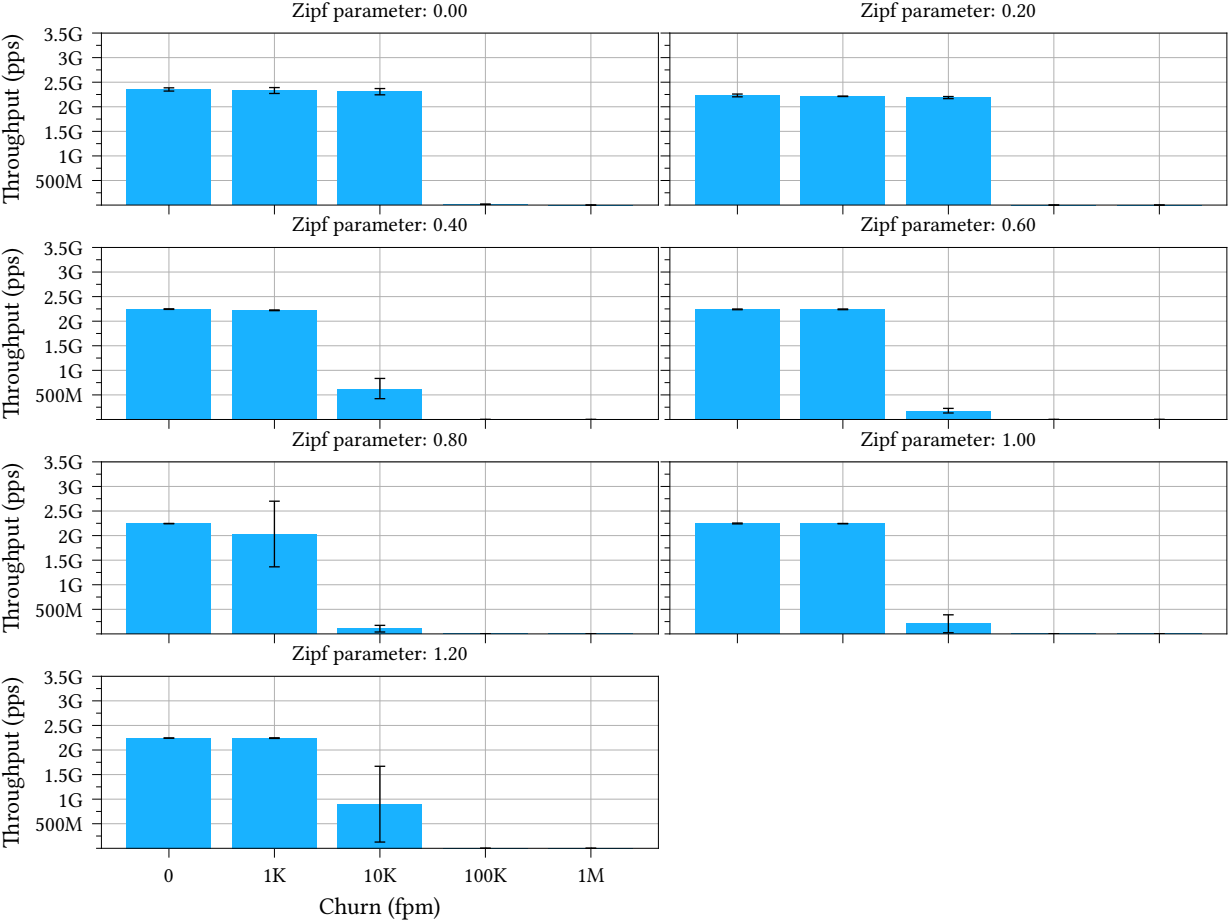 Zipf parameter: 0.00
Zipf parameter: 0.20
Throughput (pps)
3.5G
3G
2.5G
2G
1.5G
1G
500M
Zipf parameter: 0.40
Zipf parameter: 0.60
Throughput (pps)
3.5G
3G
2.5G
2G
1.5G
1G
500M
Zipf parameter: 0.80
Zipf parameter: 1.00
Throughput (pps)
3.5G
3G
2.5G
2G
1.5G
1G
500M
Zipf parameter: 1.20
Throughput (pps)
3.5G
3G
2.5G
2G
1.5G
1G
500M
0 1K 10K 100K 1M
Churn (fpm)